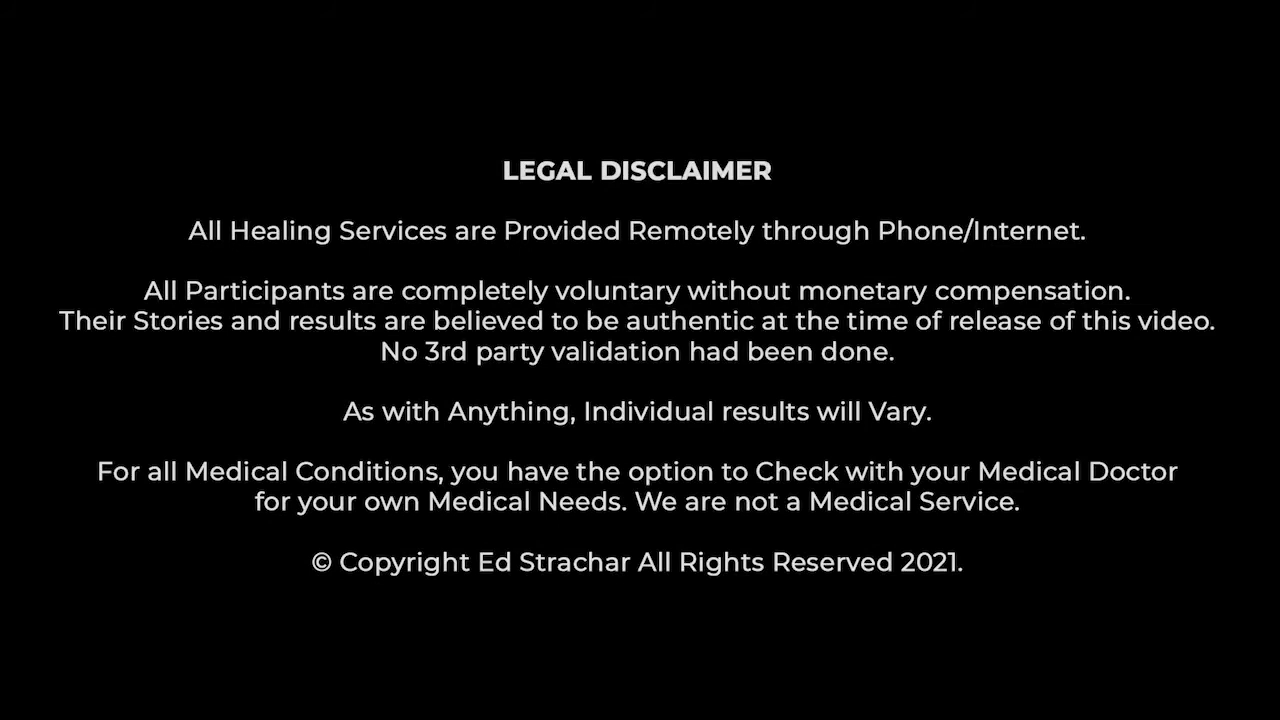 LEGAL DISCLAIMER
All Healing Services are Provided Remotely through Phone/Internet.
All Participants are completely voluntary without monetary compensation.
Their Stories and results are believed to be authentic at the time of release of this video.
No 3rd party validation had been done.
As with Anything, Individual results will Vary.
For all Medical Conditions, you have the option to Check with your Medical Doctor
for your own Medical Needs. We are not a Medical Service.
© Copyright Ed Strachar All Rights Reserved 2021.